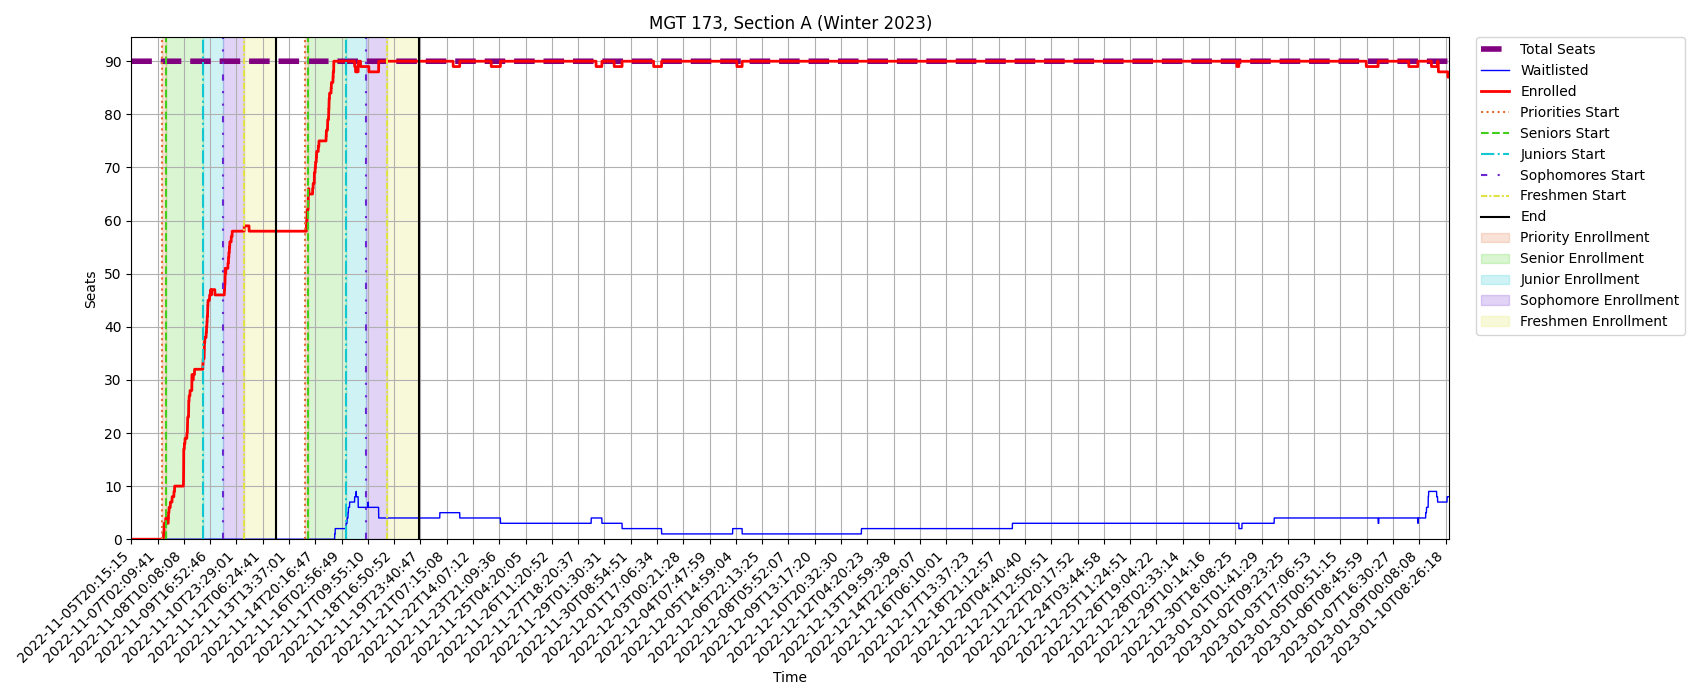 MGT 173, Section A (Winter 2023)
Seats
90
80
70
60
50
40
30
20
10
0
2022-11-05T20:15:15
2022-11-07T02:09:41
2022-11-08T10:08:08
2022-11-09T16:52:46
2022-11-10T23:29:01
2022-11-12T06:24:41
2022-11-13T13:37:01
2022-11-14T20:16:47
2022-11-16T02:56:49
2022-11-17T09:55:10
2022-11-18T16:50:52
2022-11-19T23:40:47
2022-11-21T07:15:08
2022-11-22T14:07:12
2022-11-23T21:09:36
2022-11-25T04:20:05
2022-11-26T11:20:52
2022-11-27T18:20:37
2022-11-29T01:30:31
2022-11-30T08:54:51
2022-12-01T17:06:34
2022-12-03T00:21:28
2022-12-04T07:47:59
2022-12-05T14:59:04
2022-12-06T22:13:25
2022-12-08T05:52:07
2022-12-09T13:17:20
2022-12-10T20:32:30
2022-12-12T04:20:23
2022-12-13T13:59:38
2022-12-14T22:29:07
2022-12-16T06:10:01
2022-12-17T13:37:23
2022-12-18T21:12:57
2022-12-20T04:40:40
2022-12-21T12:50:51
2022-12-22T20:17:52
2022-12-24T03:44:58
2022-12-25T11:24:51
2022-12-26T19:04:22
2022-12-28T02:33:14
2022-12-29T10:14:16
2022-12-30T18:08:25
2023-01-01T01:41:29
2023-01-02T09:23:25
2023-01-03T17:06:53
2023-01-05T00:51:15
2023-01-06T08:45:59
2023-01-07T16:30:27
2023-01-09T00:08:08
2023-01-10T08:26:18
Time
Total Seats
Waitlisted
Enrolled
Priorities Start
Seniors Start
Juniors Start
Sophomores Start
Freshmen Start
End
Priority Enrollment
Senior Enrollment
Junior Enrollment
Sophomore Enrollment
Freshmen Enrollment